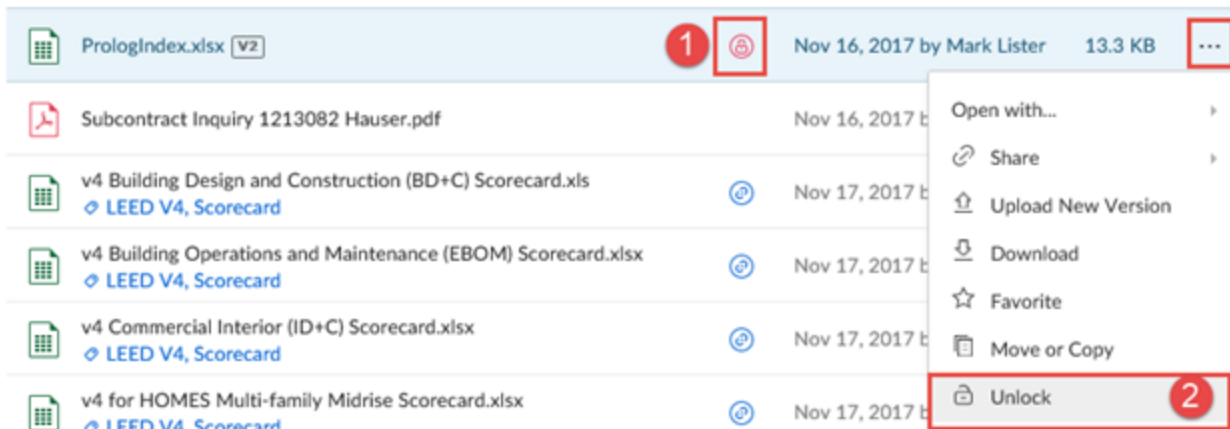 PrologIndex.xlsx V2 1 Nov 16, 2017 by Mark Lister 13.3 KB ...
Subcontract Inquiry 1213082 Hauser.pdf Nov 16, 2017 b
v4 Building Design and Construction (BD+C) Scorecard.xls
LEED V4, Scorecard
Nov 17, 2017 b
v4 Building Operations and Maintenance (EBOM) Scorecard.xlsx
LEED V4, Scorecard
Nov 17, 2017 b
v4 Commercial Interior (ID+C) Scorecard.xlsx
LEED V4, Scorecard
Nov 17, 2017 b
v4 for HOMES Multi-family Midrise Scorecard.xlsx
LEED V4, Scorecard
Nov 17, 2017 b
Open with...
Share
Upload New Version
Download
Favorite
Move or Copy
Unlock 2